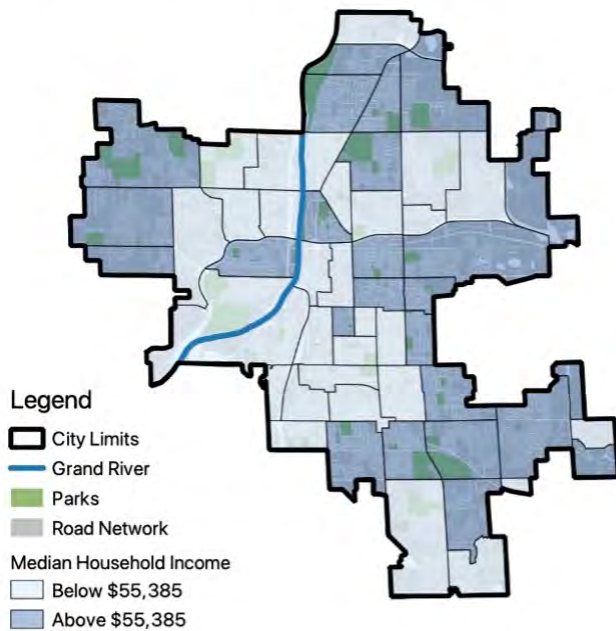 Legend
City Limits
Grand River
Parks
Road Network
Median Household Income
Below $55,385
Above $55,385